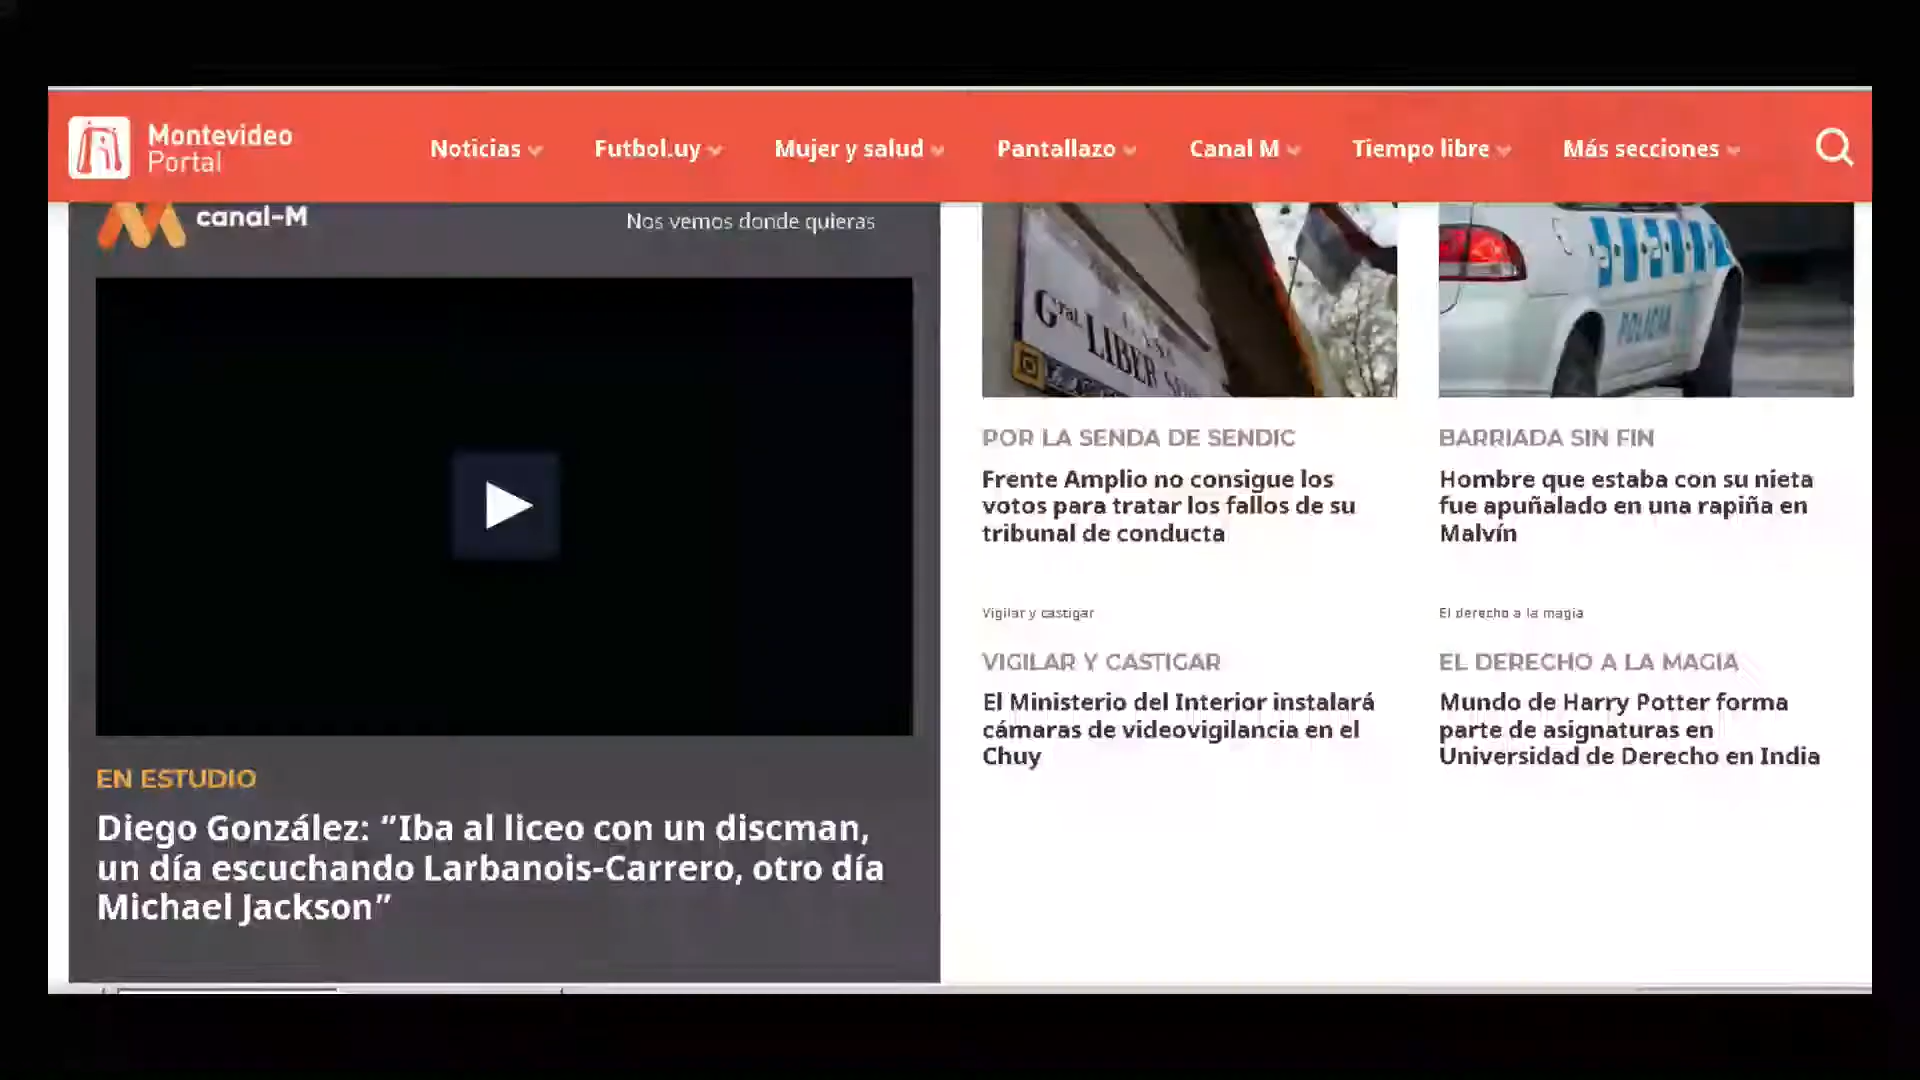 Montevideo
Portal
Noticias
Futbol.uy
Mujer y salud
Pantallazo
Canal M
Tiempo libre
Más secciones
canal-M
Nos vemos donde quieras
EN ESTUDIO
Diego González: “Iba al liceo con un discman,
un día escuchando Larbanois-Carrero, otro día
Michael Jackson”
Gral. LIBER
POLICIA
POR LA SENDA DE SENDIC
Frente Amplio no consigue los
votos para tratar los fallos de su
tribunal de conducta
BARRIADA SIN FIN
Hombre que estaba con su nieta
fue apuñalado en una rapiña en
Malvín
Vigilar y castigar
VIGILAR Y CASTIGAR
El Ministerio del Interior instalará
cámaras de videovigilancia en el
Chuy
El derecho a la magia
EL DERECHO A LA MAGIA
Mundo de Harry Potter forma
parte de asignaturas en
Universidad de Derecho en India